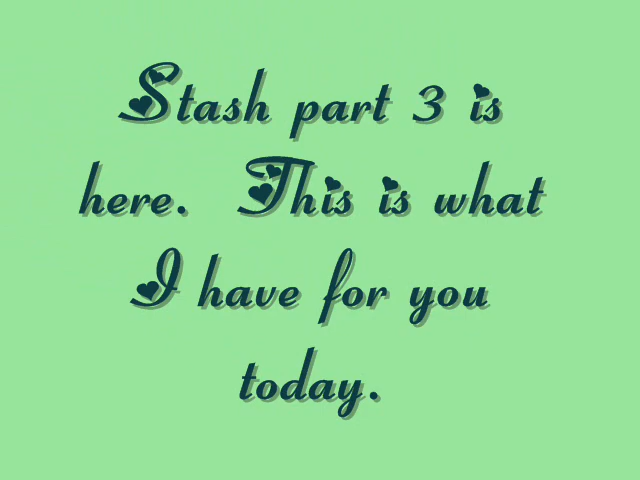 Stash part 3 is
here.  This is what
I have for you
today.